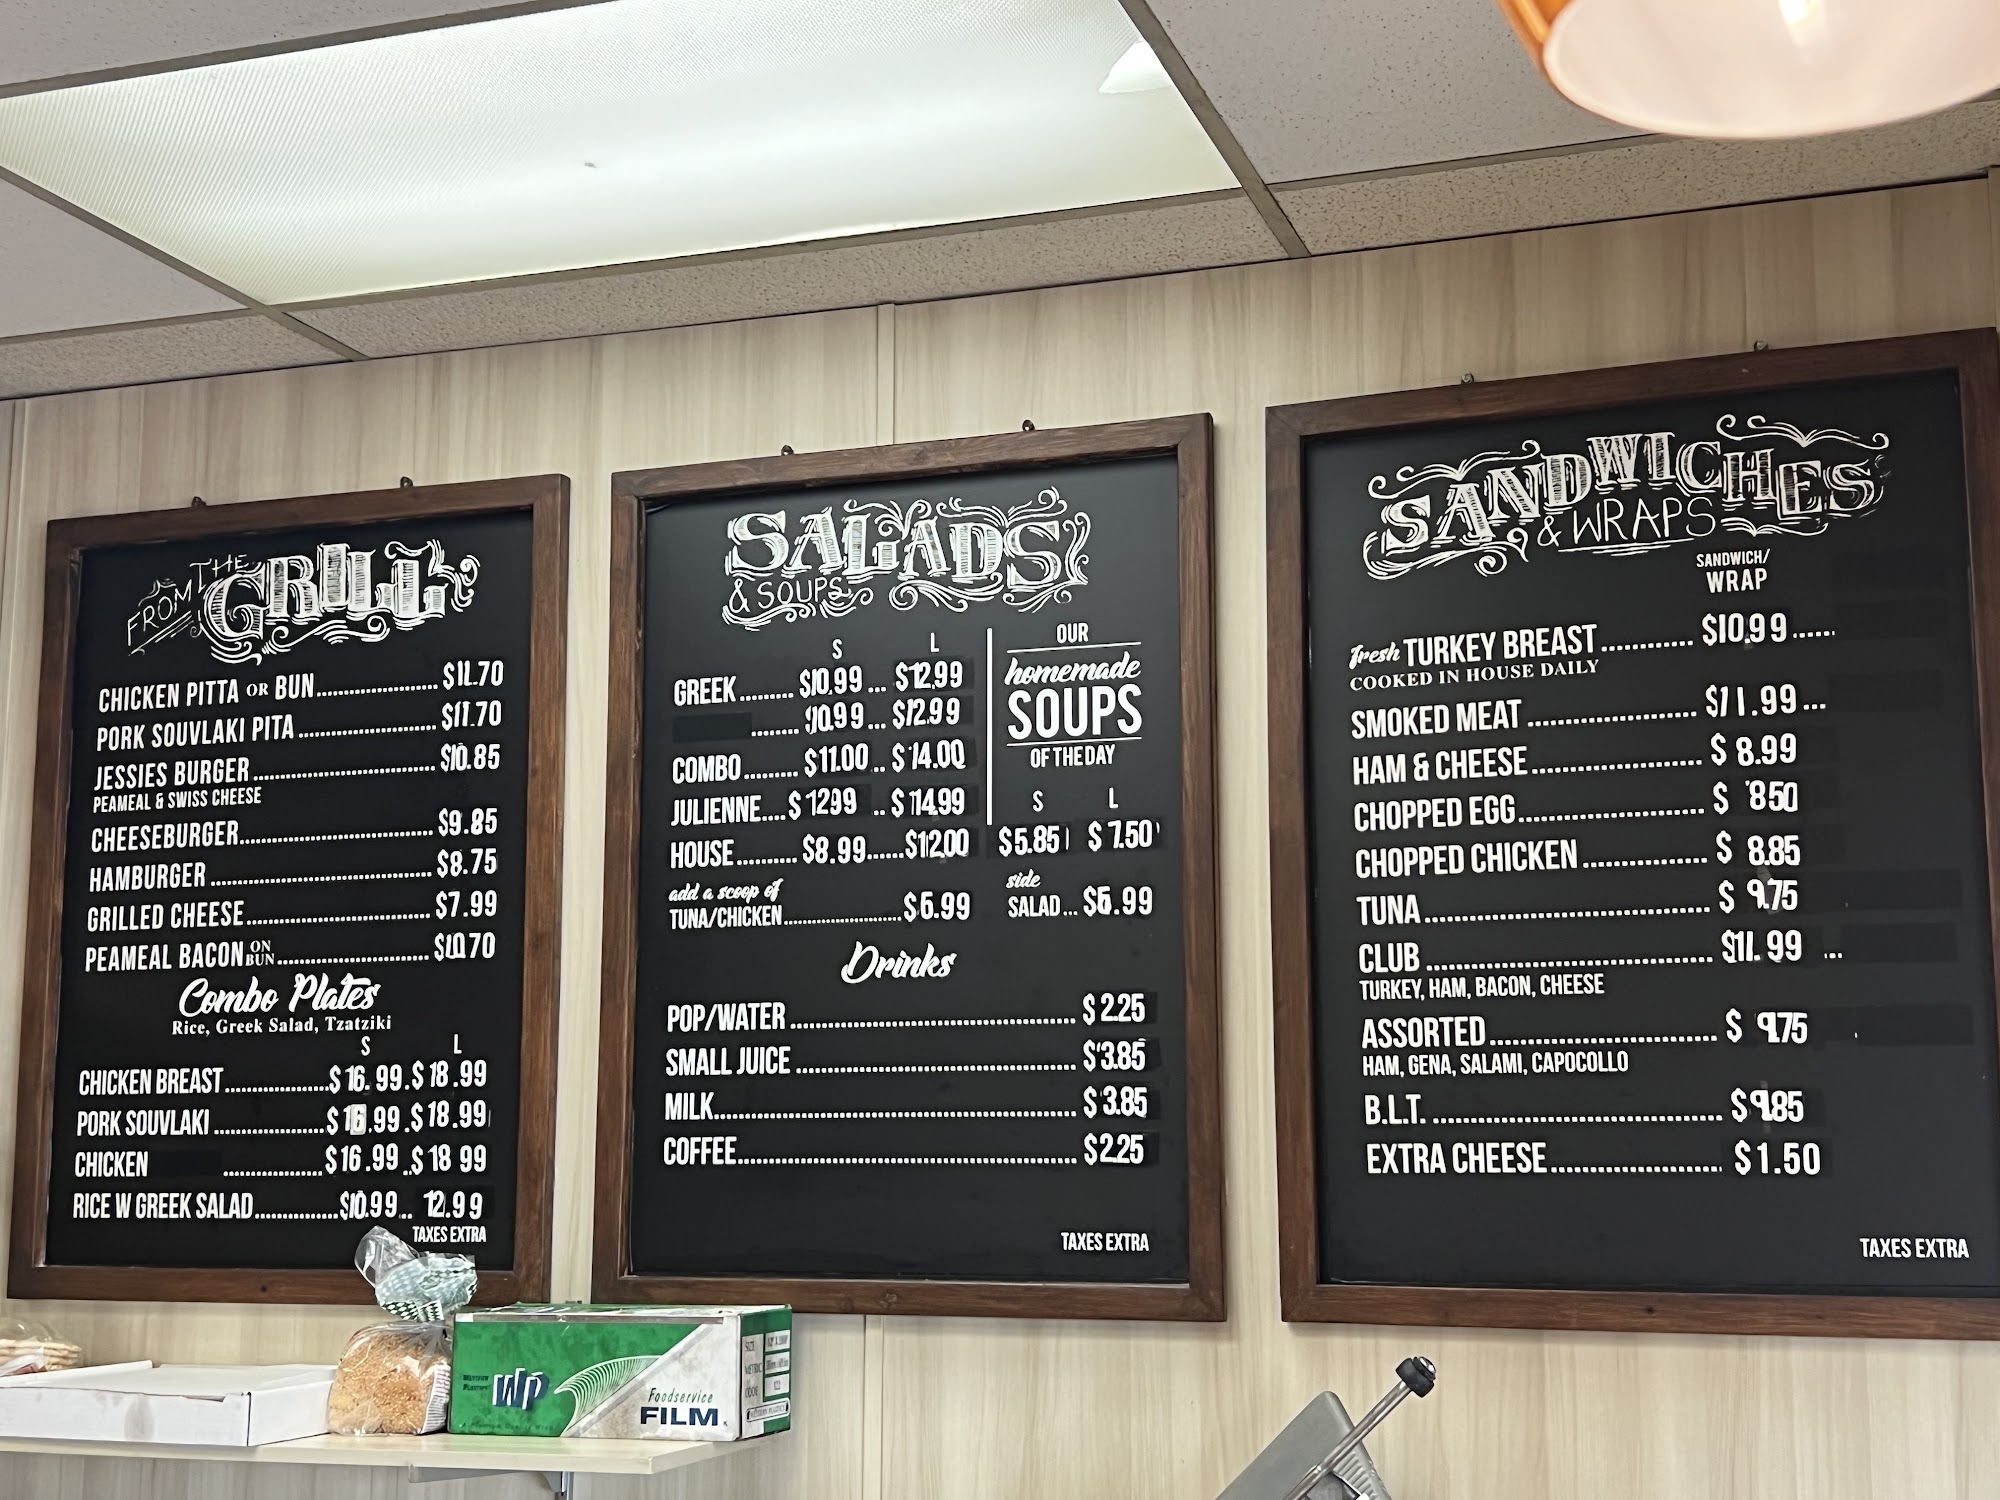 FROM THE GRILL
CHICKEN PITTA OR BUN........................ $11.70
PORK SOUVLAKI PITA........................... $11.70
JESSIES BURGER.................................... $10.85
PEAMEAL & SWISS CHEESE
CHEESEBURGER....................................... $9.85
HAMBURGER............................................ $8.75
GRILLED CHEESE..................................... $7.99
PEAMEAL BACON ON BUN.............................. $10.70
Combo Plates
Rice, Greek Salad, Tzatziki
S L
CHICKEN BREAST...................$16.99.$18.99
PORK SOUVLAKI.....................$16.99.$18.99
CHICKEN ...................$16.99..$18 99
RICE W GREEK SALAD................$10.99... 12.99
TAXES EXTRA
SALADS
& SOUPS
S L
GREEK......... $10.99 ... $12.99
......... $10.99 ... $12.99
COMBO......... $11.00 .. $14.00
JULIENNE.... $1299 .. $14.99
HOUSE.......... $8.99......$12.00
add a scoop of
TUNA/CHICKEN.......................$6.99
OUR
homemade
SOUPS
OF THE DAY
S L
$5.85 $7.50
side
SALAD... $6.99
Drinks
POP/WATER................................................ $2.25
SMALL JUICE............................................... $3.85
MILK............................................................. $3.85
COFFEE......................................................... $2.25
TAXES EXTRA
SANDWICHES
& WRAPS
SANDWICH/
WRAP
fresh TURKEY BREAST............ $10.99......
COOKED IN HOUSE DAILY
SMOKED MEAT......................... $11.99...
HAM & CHEESE......................... $8.99
CHOPPED EGG............................ $850
CHOPPED CHICKEN................. $8.85
TUNA......................................... $9.75
CLUB......................................... $11.99 ...
TURKEY, HAM, BACON, CHEESE
ASSORTED................................ $9.75
HAM, GENA, SALAMI, CAPOCOLLO
B.L.T.......................................... $9.85
EXTRA CHEESE........................ $1.50
TAXES EXTRA
WP
Foodservice
FILM